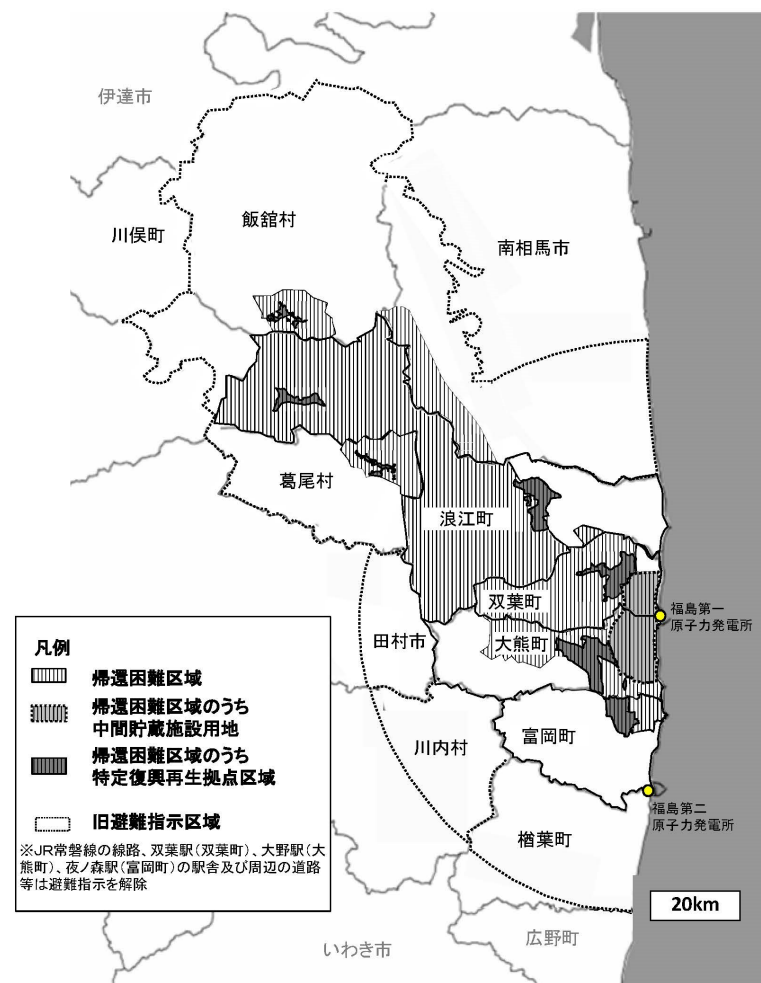 伊達市
飯舘村
川俣町
南相馬市
葛尾村
浪江町
双葉町
福島第一
原子力発電所
田村市
大熊町
富岡町
川内村
福島第二
原子力発電所
楢葉町
凡例
帰還困難区域
帰還困難区域のうち
中間貯蔵施設用地
帰還困難区域のうち
特定復興再生拠点区域
旧避難指示区域
※JR常磐線の線路、双葉駅(双葉町)、大野駅(大
熊町)、夜ノ森駅(富岡町)の駅舎及び周辺の道路
等は避難指示を解除
20km
いわき市
広野町